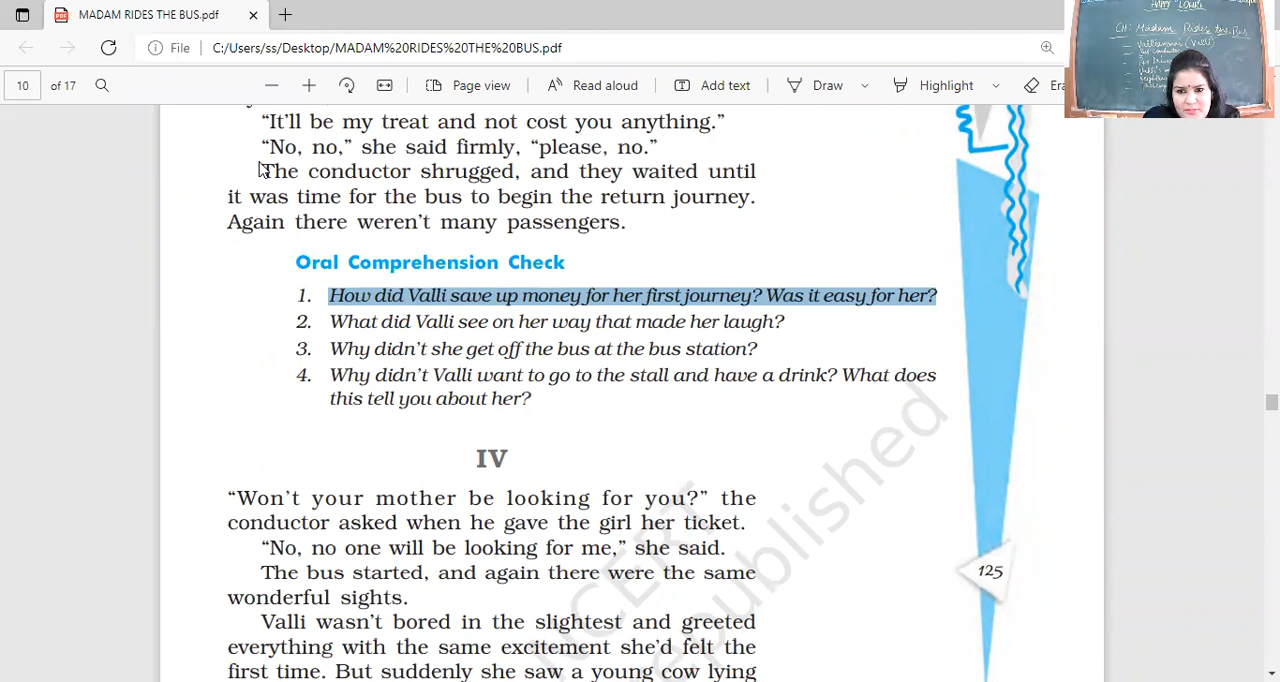 MADAM RIDES THE BUS.pdf
File C:/Users/ss/Desktop/MADAM%20RIDES%20THE%20BUS.pdf
10 of 17 Page view Read aloud Add text Draw Highlight
CH: Madam Rides the Bus
Valliammai (Valli)
"It'll be my treat and not cost you anything."
"No, no," she said firmly, "please, no."
The conductor shrugged, and they waited until
it was time for the bus to begin the return journey.
Again there weren't many passengers.
Oral Comprehension Check
1. How did Valli save up money for her first journey? Was it easy for her?
2. What did Valli see on her way that made her laugh?
3. Why didn't she get off the bus at the bus station?
4. Why didn't Valli want to go to the stall and have a drink? What does
this tell you about her?
IV
"Won't your mother be looking for you?" the
conductor asked when he gave the girl her ticket.
"No, no one will be looking for me," she said.
The bus started, and again there were the same
wonderful sights.
Valli wasn't bored in the slightest and greeted
everything with the same excitement she'd felt the
first time. But suddenly she saw a young cow lying
125
NCERT
republished